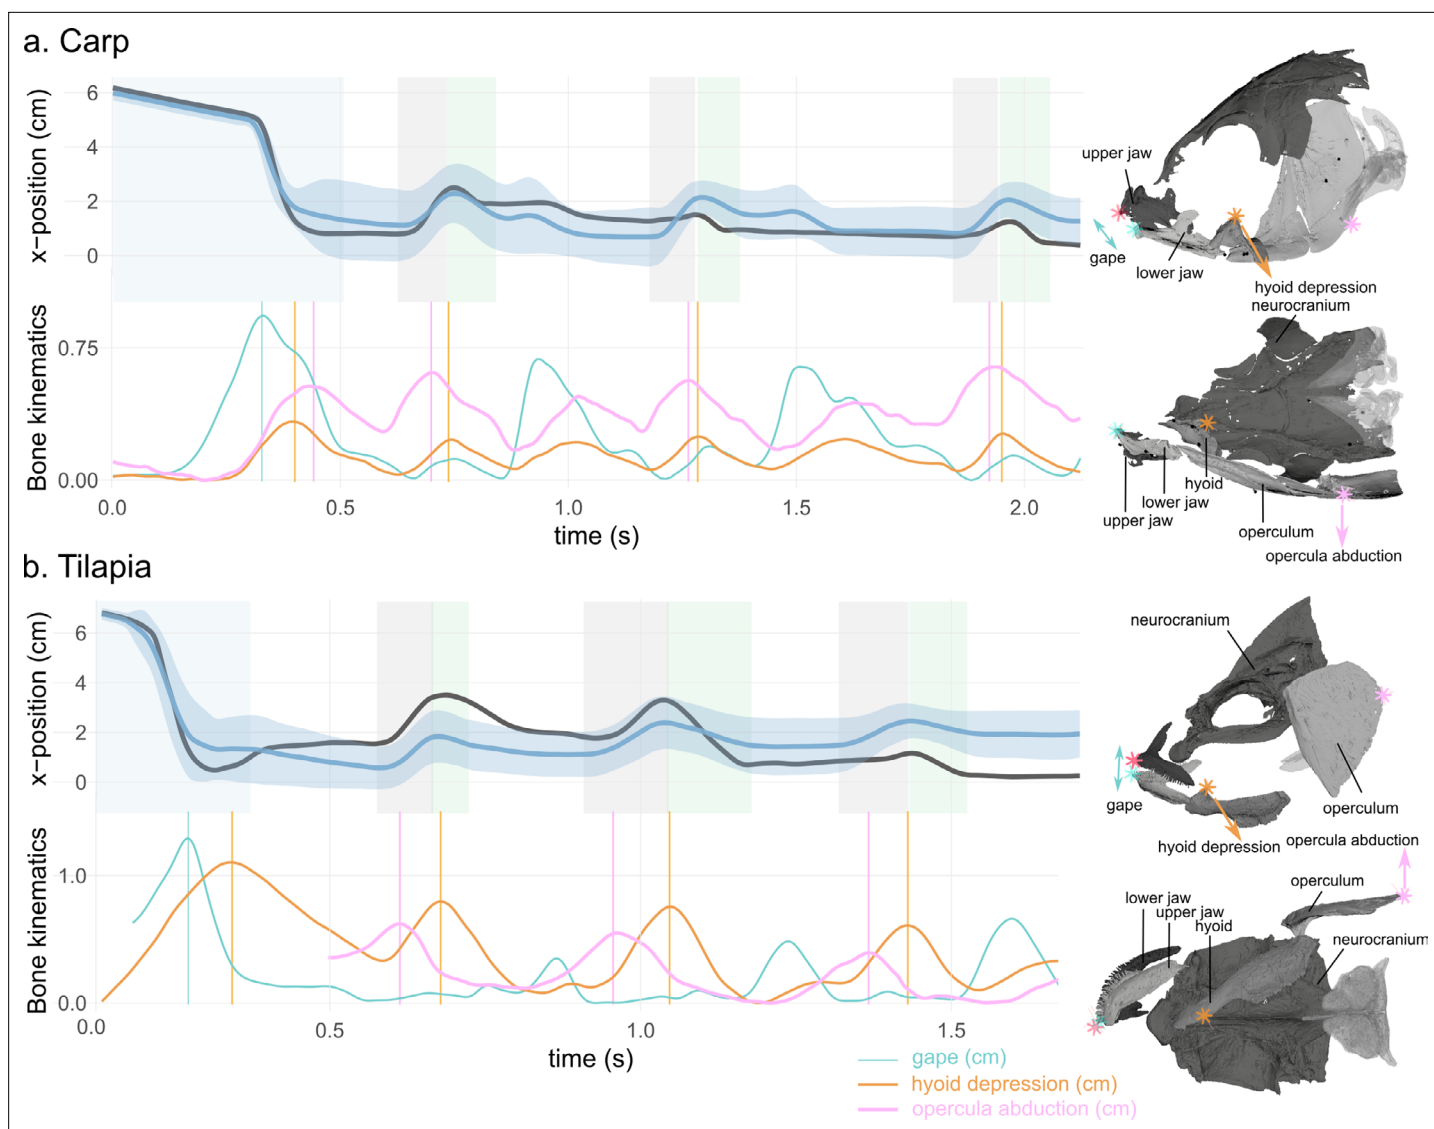 a. Carp
x-position (cm)
6
4
2
0
Bone kinematics
0.75
0.00
0.0
0.5
1.0
1.5
2.0
time (s)
upper jaw
gape
lower jaw
hyoid depression
neurocranium
hyoid
lower jaw
upper jaw
operculum
opercula abduction
b. Tilapia
x-position (cm)
6
4
2
0
Bone kinematics
1.0
0.0
0.0
0.5
1.0
1.5
time (s)
gape (cm)
hyoid depression (cm)
opercula abduction (cm)
neurocranium
gape
operculum
hyoid depression
opercula abduction
operculum
lower jaw
upper jaw
hyoid
neurocranium